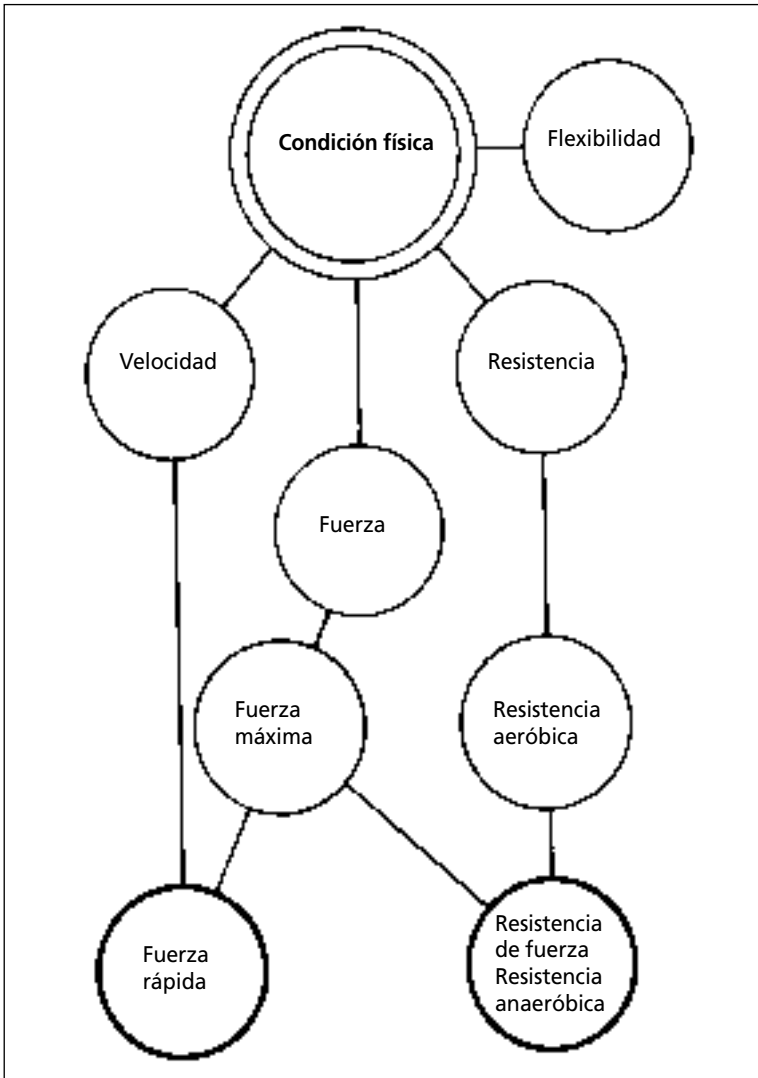 Condición física
Flexibilidad
Velocidad
Resistencia
Fuerza
Fuerza
máxima
Resistencia
aeróbica
Fuerza
rápida
Resistencia
de fuerza
Resistencia
anaeróbica